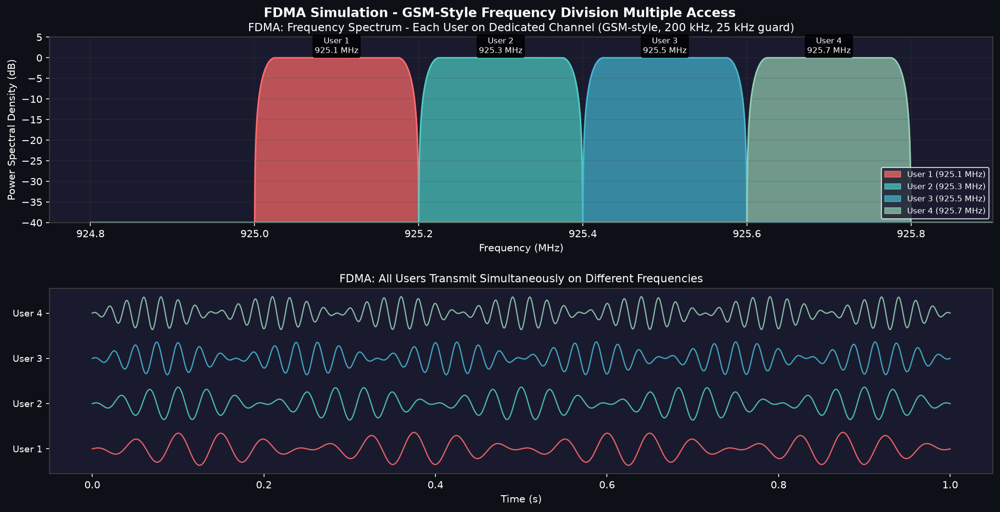 FDMA Simulation - GSM-Style Frequency Division Multiple Access
FDMA: Frequency Spectrum - Each User on Dedicated Channel (GSM-style, 200 kHz, 25 kHz guard)
Power Spectral Density (dB)
5
0
−5
−10
−15
−20
−25
−30
−35
−40
User 1
925.1 MHz
User 2
925.3 MHz
User 3
925.5 MHz
User 4
925.7 MHz
User 1 (925.1 MHz)
User 2 (925.3 MHz)
User 3 (925.5 MHz)
User 4 (925.7 MHz)
924.8
925.0
925.2
925.4
925.6
925.8
Frequency (MHz)
FDMA: All Users Transmit Simultaneously on Different Frequencies
User 4
User 3
User 2
User 1
0.0
0.2
0.4
0.6
0.8
1.0
Time (s)